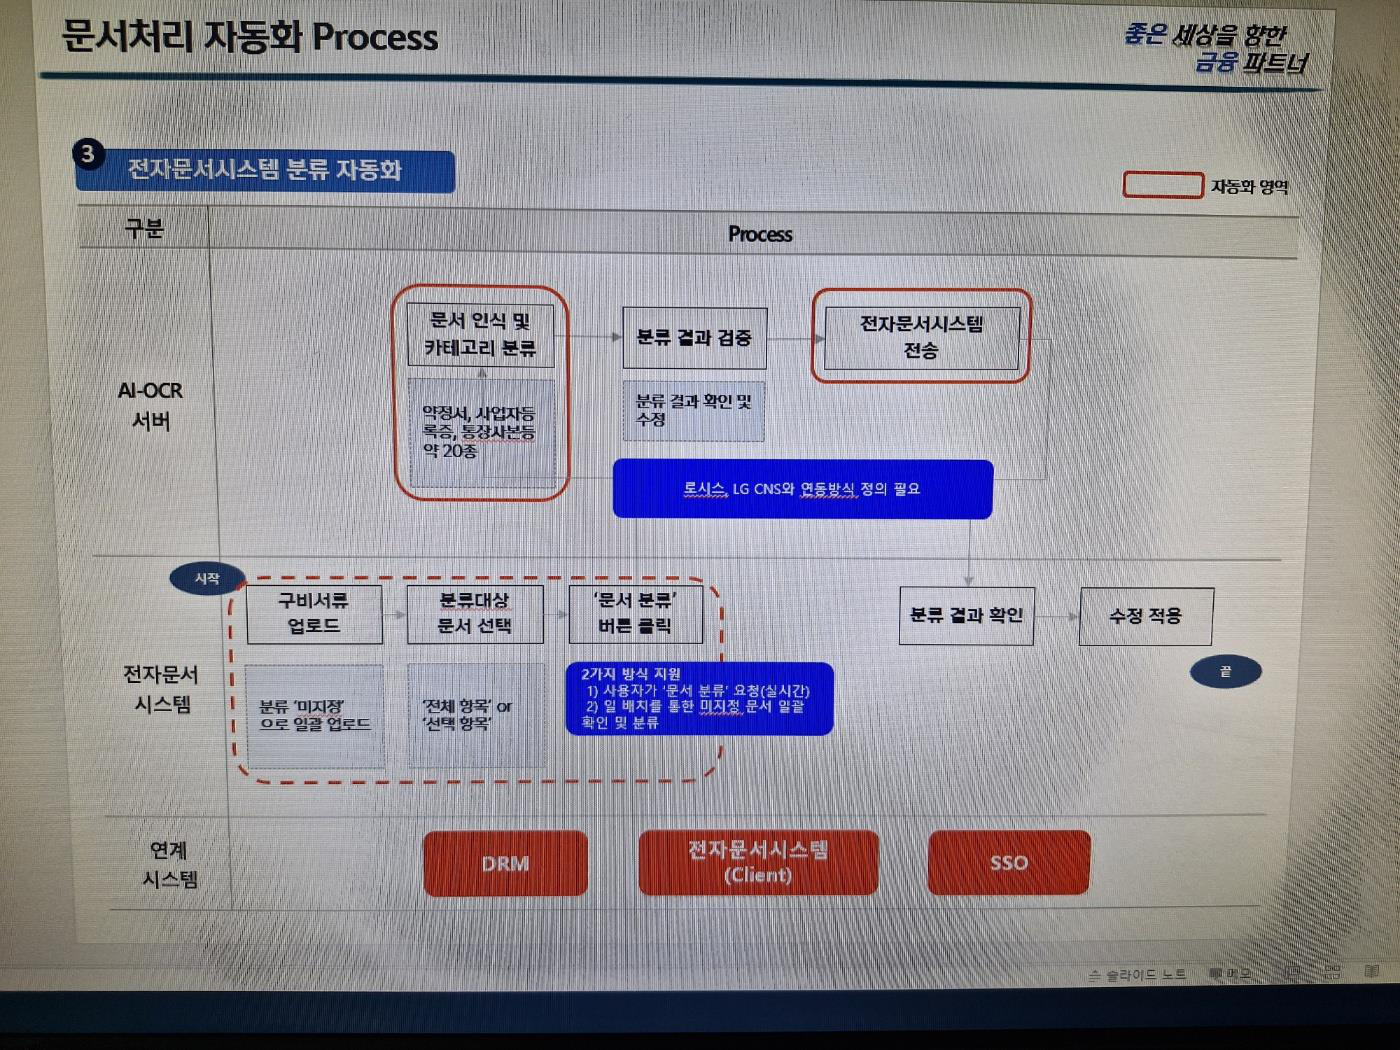 문서처리 자동화 Process
좋은 세상을 향한
금융 파트너
3
전자문서시스템 분류 자동화
자동화 영역
구분
Process
AI-OCR
서버
문서 인식 및
카테고리 분류
약정서, 사업자등
록증, 통장사본등
약 20종
분류 결과 검증
분류 결과 확인 및
수정
전자문서시스템
전송
로시스, LG CNS와 연동방식 정의 필요
전자문서
시스템
시작
구비서류
업로드
분류 '미지정'
으로 일괄 업로드
분류대상
문서 선택
'전체 항목' or
'선택 항목'
'문서 분류'
버튼 클릭
2가지 방식 지원
1) 사용자가 '문서 분류' 요청(실시간)
2) 일 배치를 통한 미지정 문서 일괄
확인 및 분류
분류 결과 확인
수정 적용
끝
연계
시스템
DRM
전자문서시스템
(Client)
SSO
슬라이드 노트
메모